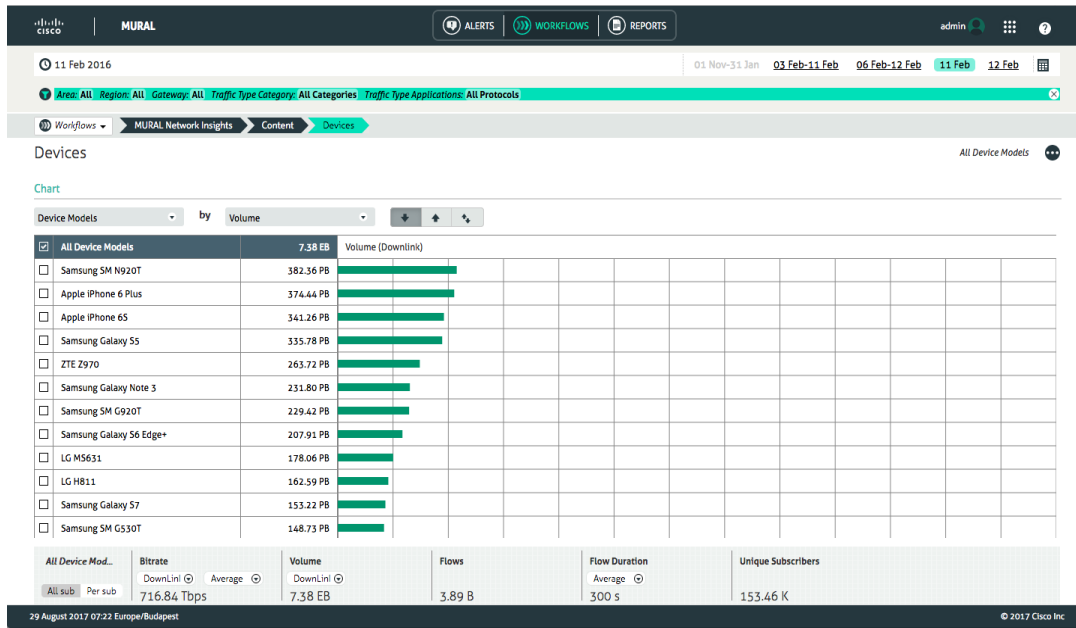 CISCO
MURAL
ALERTS
WORKFLOWS
REPORTS
admin
?
11 Feb 2016
01 Nov-31 Jan 03 Feb-11 Feb 06 Feb-12 Feb 11 Feb 12 Feb
Area: All Region: All Gateway: All Traffic Type Category: All Categories Traffic Type Applications: All Protocols
Workflows MURAL Network Insights Content Devices
Devices
All Device Models
Chart
Device Models by Volume
All Device Models 7.38 EB Volume (Downlink)
Samsung SM N920T 382.36 PB
Apple iPhone 6 Plus 374.44 PB
Apple iPhone 6S 341.26 PB
Samsung Galaxy S5 335.78 PB
ZTE Z970 263.72 PB
Samsung Galaxy Note 3 231.80 PB
Samsung SM G920T 229.42 PB
Samsung Galaxy S6 Edge+ 207.91 PB
LG MS631 178.06 PB
LG H811 162.59 PB
Samsung Galaxy S7 153.22 PB
Samsung SM G530T 148.73 PB
All Device Mod... Bitrate Volume Flows Flow Duration Unique Subscribers
DownLinl Average DownLinl Average
All sub Per sub 716.84 Tbps 7.38 EB 3.89 B 300 s 153.46 K
29 August 2017 07:22 Europe/Budapest © 2017 Cisco Inc